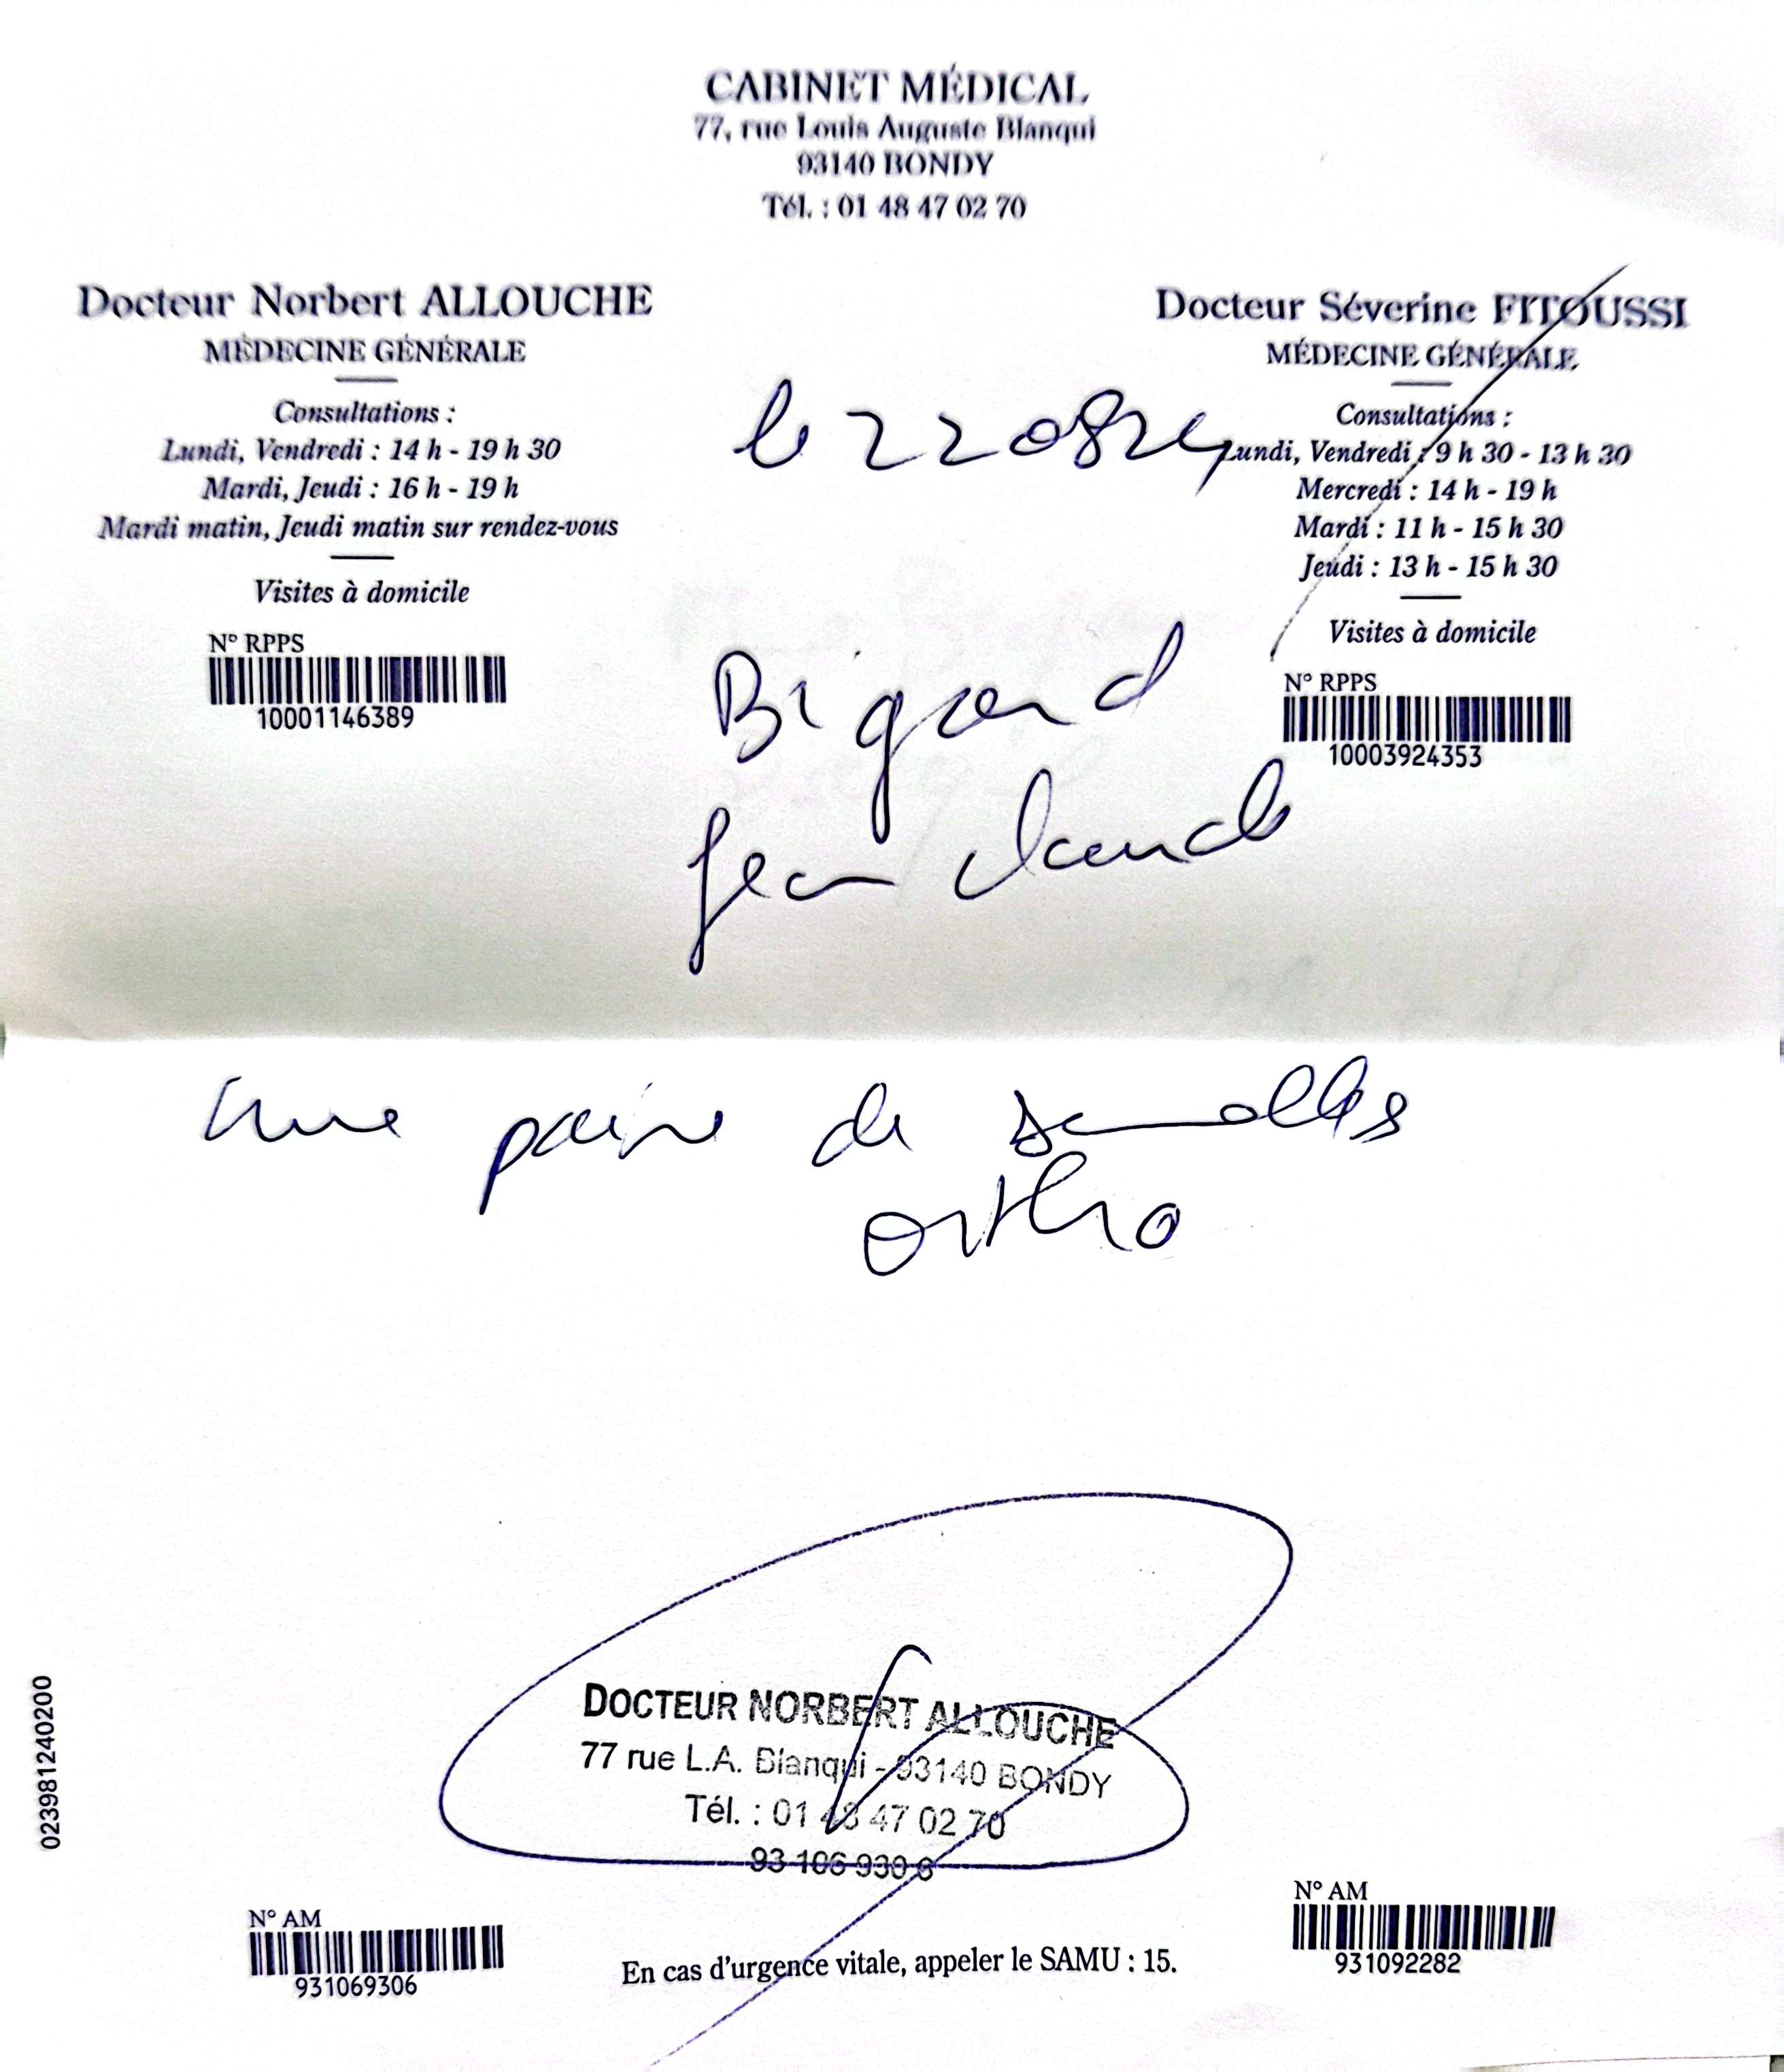 CABINET MÉDICAL
77, rue Louis Auguste Blanqui
93140 BONDY
Tél. : 01 48 47 02 70
Docteur Norbert ALLOUCHE
MÉDECINE GÉNÉRALE
Consultations :
Lundi, Vendredi : 14 h - 19 h 30
Mardi, Jeudi : 16 h - 19 h
Mardi matin, Jeudi matin sur rendez-vous
Visites à domicile
N° RPPS
10001146389
Docteur Séverine FITOUSSI
MÉDECINE GÉNÉRALE
Consultations :
Lundi, Vendredi : 9 h 30 - 13 h 30
Mercredi : 14 h - 19 h
Mardi : 11 h - 15 h 30
Jeudi : 13 h - 15 h 30
Visites à domicile
N° RPPS
10003924353
le 220824
Bigand
Jean claude
une paire de semelles
ortho
DOCTEUR NORBERT ALLOUCHE
77 rue L.A. Blanqui - 93140 BONDY
Tél. : 01 48 47 02 70
93 106 930 6
023981240200
N° AM
931069306
En cas d'urgence vitale, appeler le SAMU : 15.
N° AM
931092282